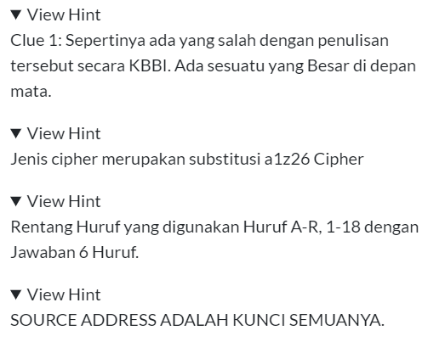 ▼ View Hint
Clue 1: Sepertinya ada yang salah dengan penulisan
tersebut secara KBBI. Ada sesuatu yang Besar di depan
mata.
▼ View Hint
Jenis cipher merupakan substitusi a1z26 Cipher
▼ View Hint
Rentang Huruf yang digunakan Huruf A-R, 1-18 dengan
Jawaban 6 Huruf.
▼ View Hint
SOURCE ADDRESS ADALAH KUNCI SEMUANYA.